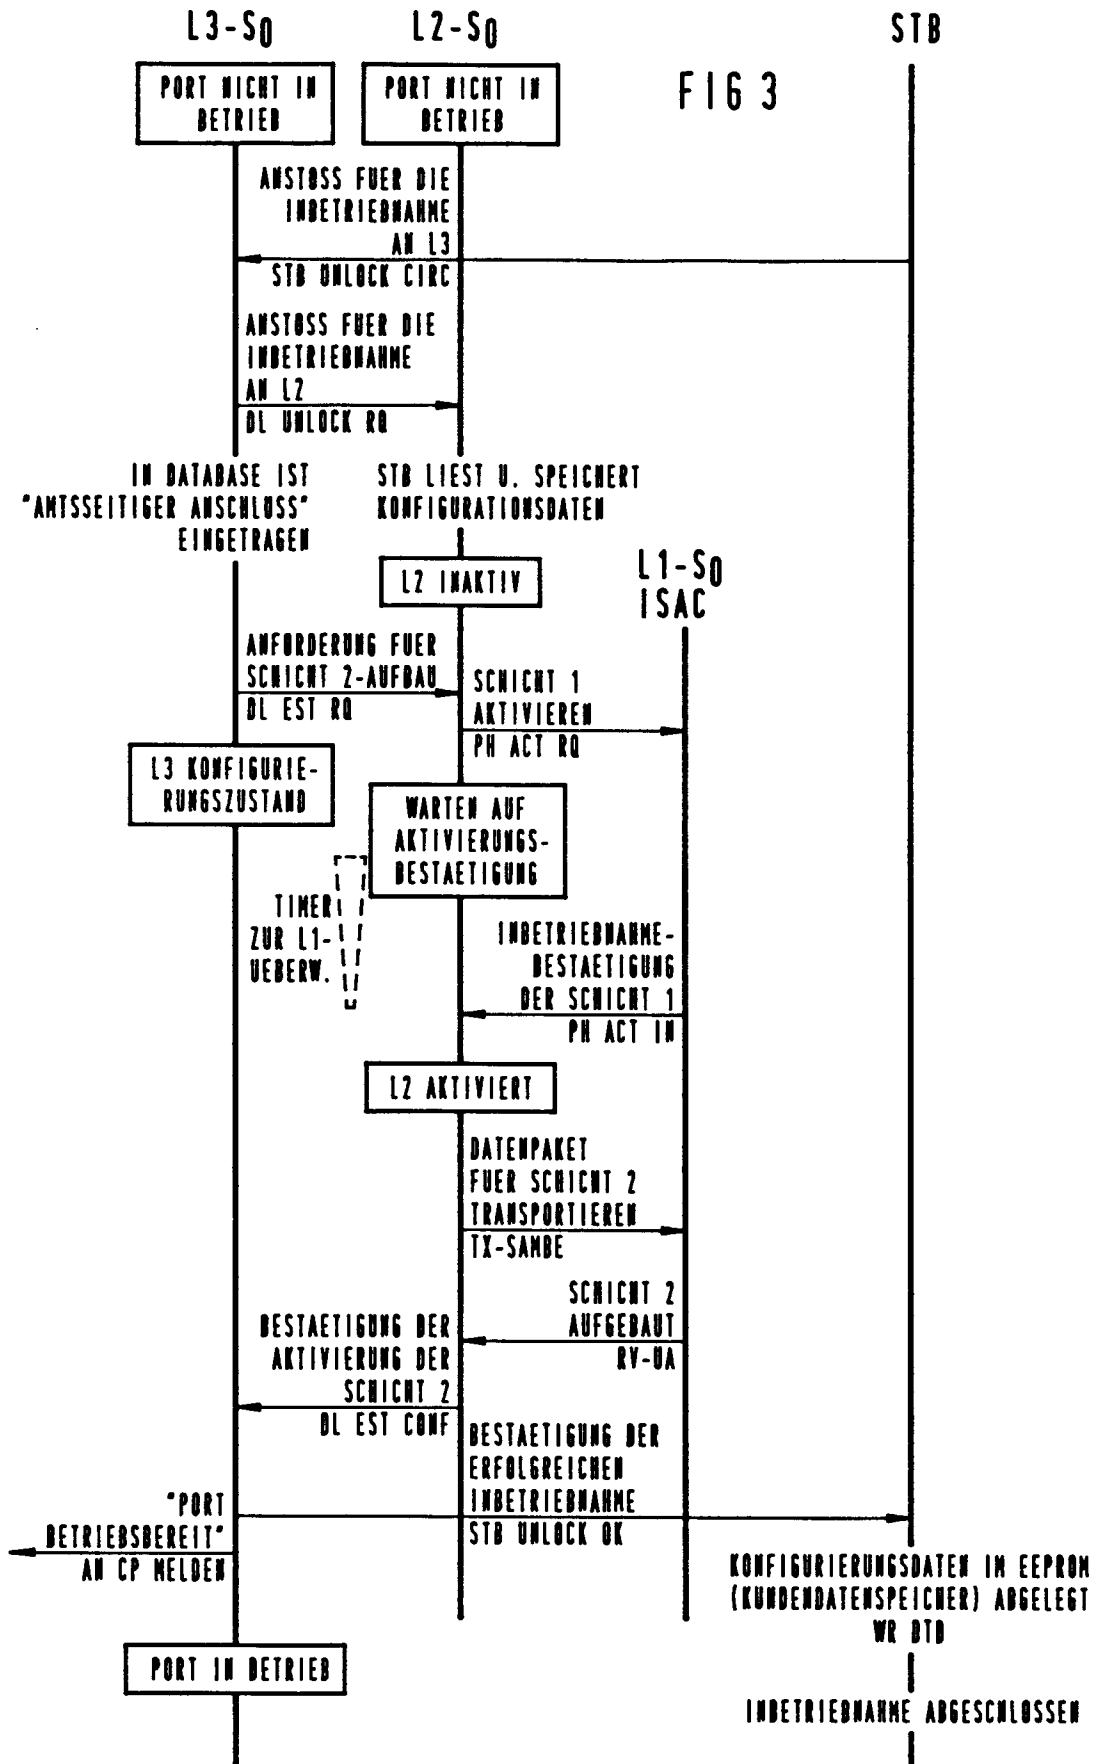 L3-S0
L2-S0
STB
FIG 3
PORT NICHT IN
BETRIEB
PORT NICHT IN
BETRIEB
ANSTOSS FUER DIE
INBETRIEBNAHME
AN L3
STB UNLOCK CIRC
ANSTOSS FUER DIE
INBETRIEBNAHME
AN L2
DL UNLOCK RQ
IN DATABASE IST
"AMTSSEITIGER ANSCHLUSS"
EINGETRAGEN
STB LIEST U. SPEICHERT
KONFIGURATIONSDATEN
L2 INAKTIV
L1-S0
ISAC
ANFORDERUNG FUER
SCHICHT 2-AUFBAU
DL EST RQ
SCHICHT 1
AKTIVIEREN
PH ACT RQ
L3 KONFIGURIE-
RUNGSZUSTAND
WARTEN AUF
AKTIVIERUNGS-
BESTAETIGUNG
TIMER
ZUR L1-
UEBERW.
INBETRIEBNAHME-
BESTAETIGUNG
DER SCHICHT 1
PH ACT IN
L2 AKTIVIERT
DATENPAKET
FUER SCHICHT 2
TRANSPORTIEREN
TX-SAMBE
SCHICHT 2
AUFGEBAUT
RV-UA
BESTAETIGUNG DER
AKTIVIERUNG DER
SCHICHT 2
DL EST CONF
BESTAETIGUNG DER
ERFOLGREICHEN
INBETRIEBNAHME
STB UNLOCK OK
"PORT
BETRIEBSBEREIT"
AN CP MELDEN
KONFIGURIERUNGSDATEN IM EEPROM
(KUNDENDATENSPEICHER) ABGELEGT
WR DTD
PORT IN BETRIEB
INBETRIEBNAHME ABGESCHLOSSEN